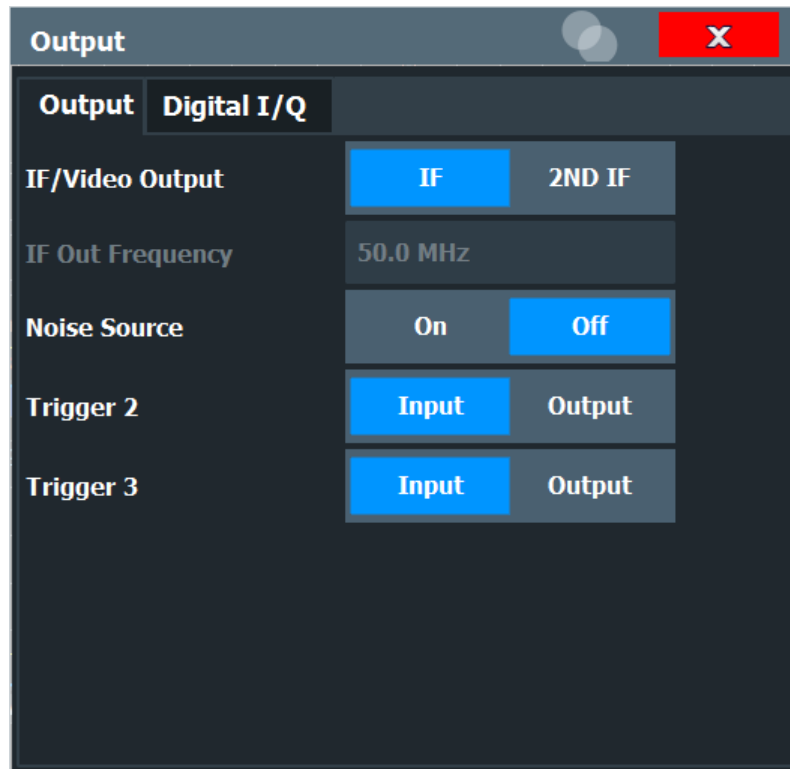 Output X
Output Digital I/Q
IF/Video Output IF 2ND IF
IF Out Frequency 50.0 MHz
Noise Source On Off
Trigger 2 Input Output
Trigger 3 Input Output